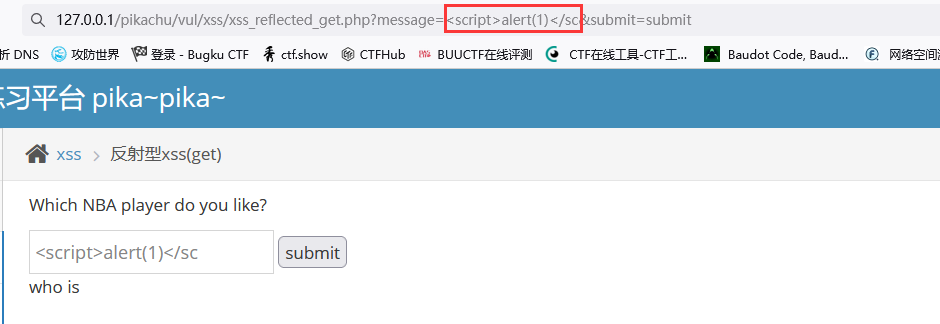 127.0.0.1/pikachu/vul/xss/xss_reflected_get.php?message=<script>alert(1)</sc&submit=submit
析 DNS 攻防世界 登录 - Bugku CTF ctf.show CTFHub BUUCTF在线评测 CTF在线工具-CTF工... Baudot Code, Baud... 网络空间测
练习平台 pika~pika~
xss 反射型xss(get)
Which NBA player do you like?
<script>alert(1)</sc submit
who is